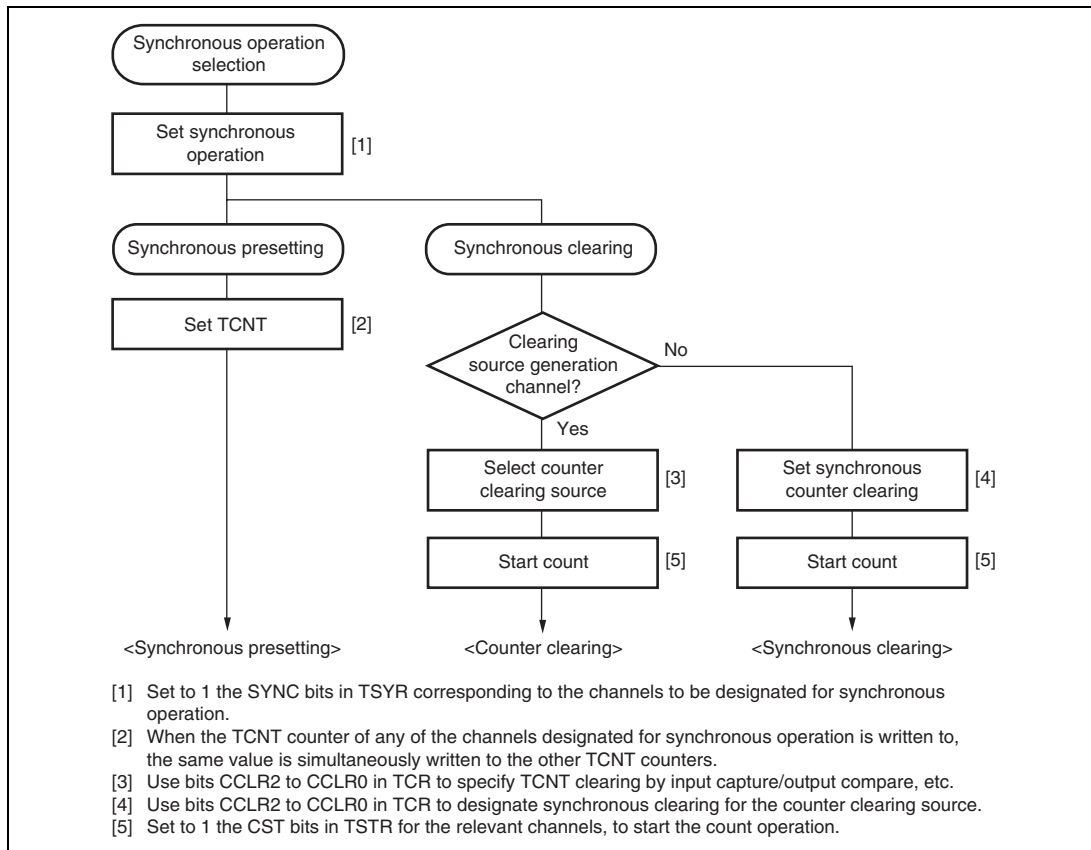 Synchronous operation
selection
Set synchronous
operation
[1]
Synchronous presetting
Synchronous clearing
Set TCNT
[2]
Clearing
source generation
channel?
No
Yes
Select counter
clearing source
[3]
Set synchronous
counter clearing
[4]
Start count
[5]
Start count
[5]
<Synchronous presetting>
<Counter clearing>
<Synchronous clearing>
[1] Set to 1 the SYNC bits in TSYR corresponding to the channels to be designated for synchronous
operation.
[2] When the TCNT counter of any of the channels designated for synchronous operation is written to,
the same value is simultaneously written to the other TCNT counters.
[3] Use bits CCLR2 to CCLR0 in TCR to specify TCNT clearing by input capture/output compare, etc.
[4] Use bits CCLR2 to CCLR0 in TCR to designate synchronous clearing for the counter clearing source.
[5] Set to 1 the CST bits in TSTR for the relevant channels, to start the count operation.